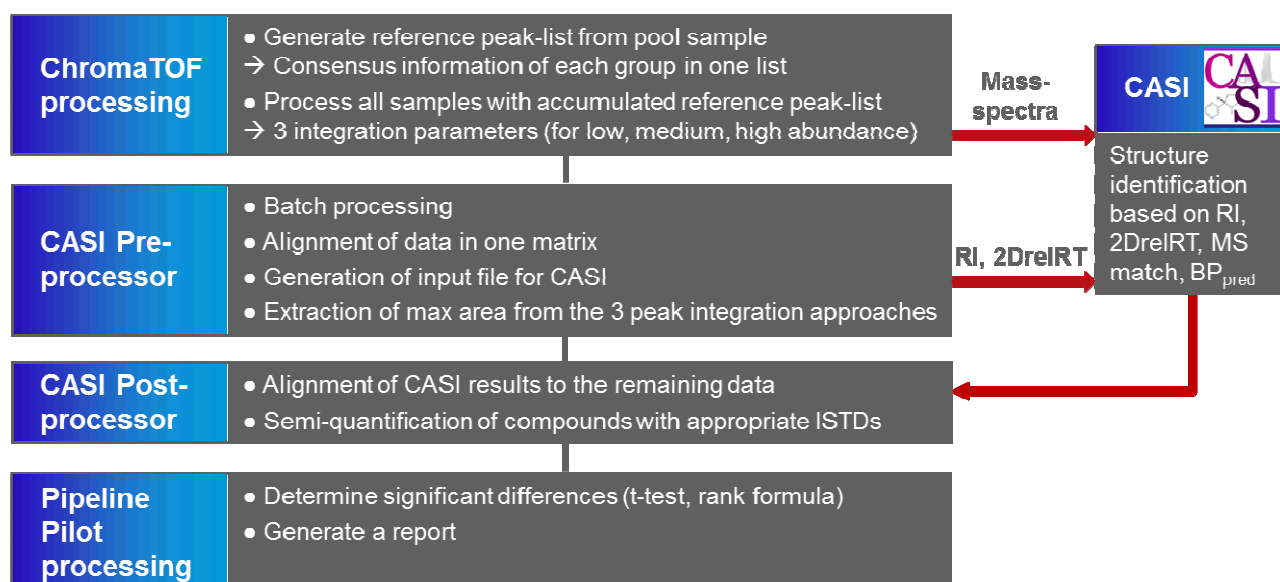 ChromaTOF
processing
● Generate reference peak-list from pool sample
→ Consensus information of each group in one list
● Process all samples with accumulated reference peak-list
→ 3 integration parameters (for low, medium, high abundance)
Mass-
spectra
CASI
CA
SI
Structure
identification
based on RI,
2DrelRT, MS
match, BPpred
CASI Pre-
processor
● Batch processing
● Alignment of data in one matrix
● Generation of input file for CASI
● Extraction of max area from the 3 peak integration approaches
RI, 2DrelRT
CASI Post-
processor
● Alignment of CASI results to the remaining data
● Semi-quantification of compounds with appropriate ISTDs
Pipeline
Pilot
processing
● Determine significant differences (t-test, rank formula)
● Generate a report